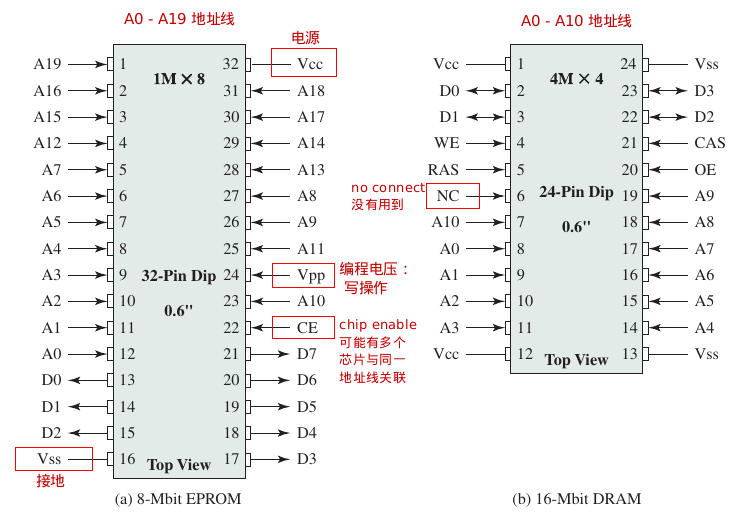 A0 - A19 地址线
电源
A19 1 32 Vcc
1M × 8
A16 2 31 A18
A15 3 30 A17
A12 4 29 A14
A7 5 28 A13
A6 6 27 A8
A5 7 26 A9
A4 8 25 A11
A3 9 32-Pin Dip 24 Vpp
编程电压：
写操作
A2 10 23 A10
0.6"
A1 11 22 CE
chip enable
可能有多个
芯片与同一
地址线关联
A0 12 21 D7
D0 13 20 D6
D1 14 19 D5
D2 15 18 D4
Vss 16 Top View 17 D3
接地
(a) 8-Mbit EPROM
A0 - A10 地址线
Vcc 1 24 Vss
4M × 4
D0 2 23 D3
D1 3 22 D2
WE 4 21 CAS
RAS 5 20 OE
no connect
没有用到
NC 6 24-Pin Dip 19 A9
A10 7 18 A8
0.6"
A0 8 17 A7
A1 9 16 A6
A2 10 15 A5
A3 11 14 A4
Vcc 12 Top View 13 Vss
(b) 16-Mbit DRAM